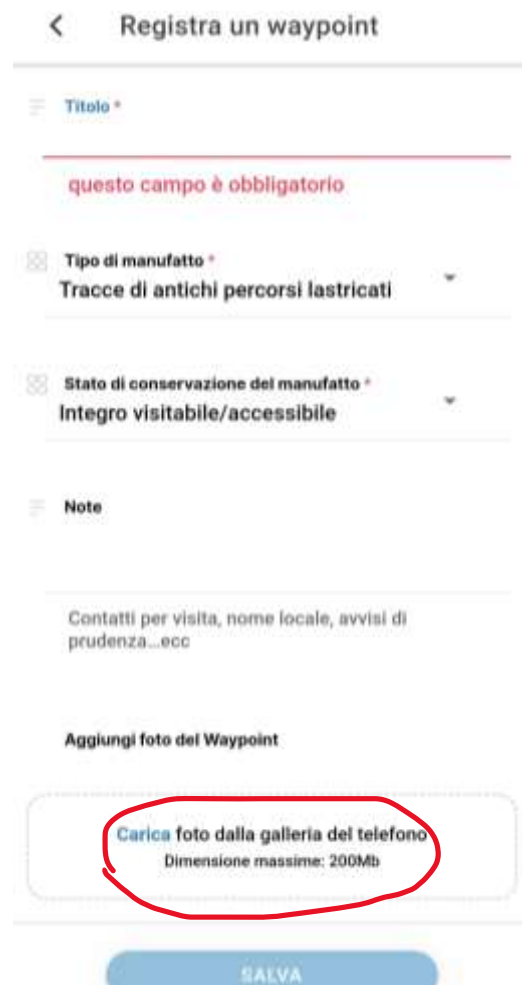 Registra un waypoint
Titolo *
questo campo è obbligatorio
Tipo di manufatto *
Tracce di antichi percorsi lastricati
Stato di conservazione del manufatto *
Integro visitabile/accessibile
Note
Contatti per visita, nome locale, avvisi di
prudenza...ecc
Aggiungi foto del Waypoint
Carica foto dalla galleria del telefono
Dimensione massime: 200Mb
SALVA